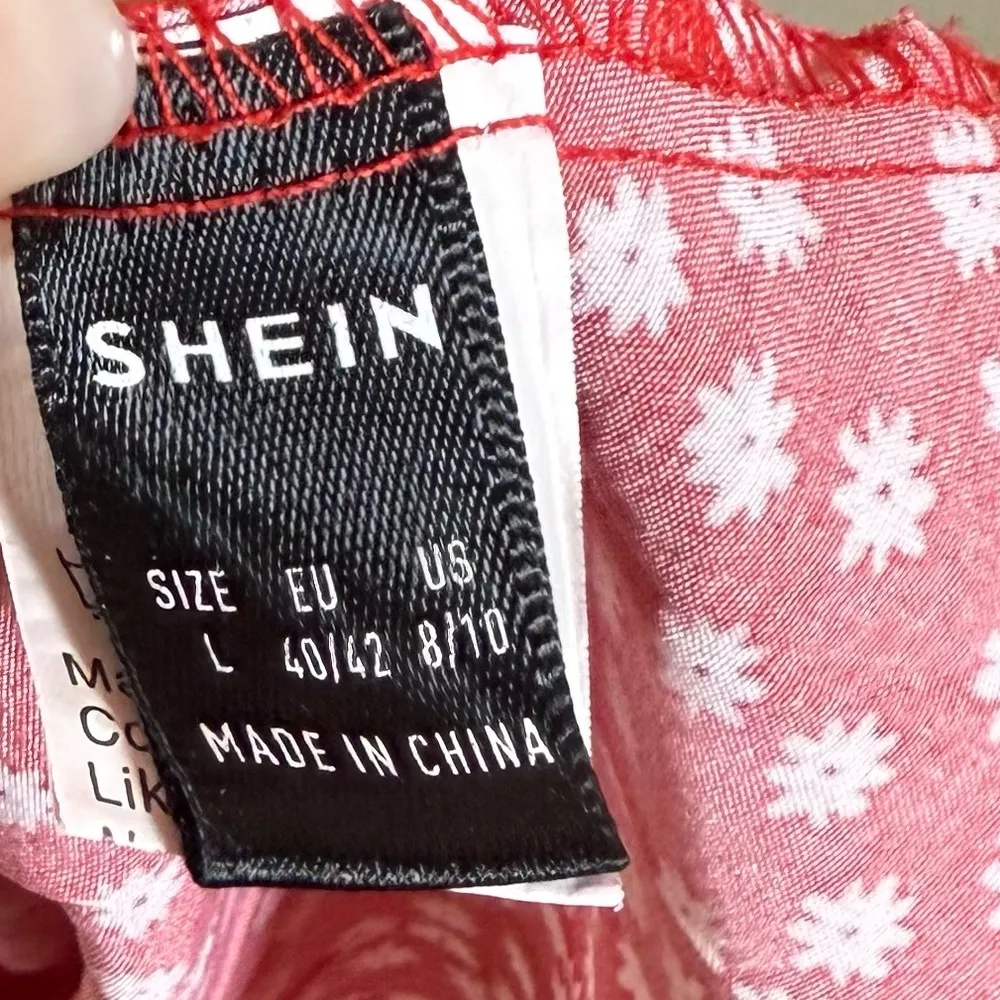 SHEIN
SIZE EU US
L 40/42 8/10
MADE IN CHINA